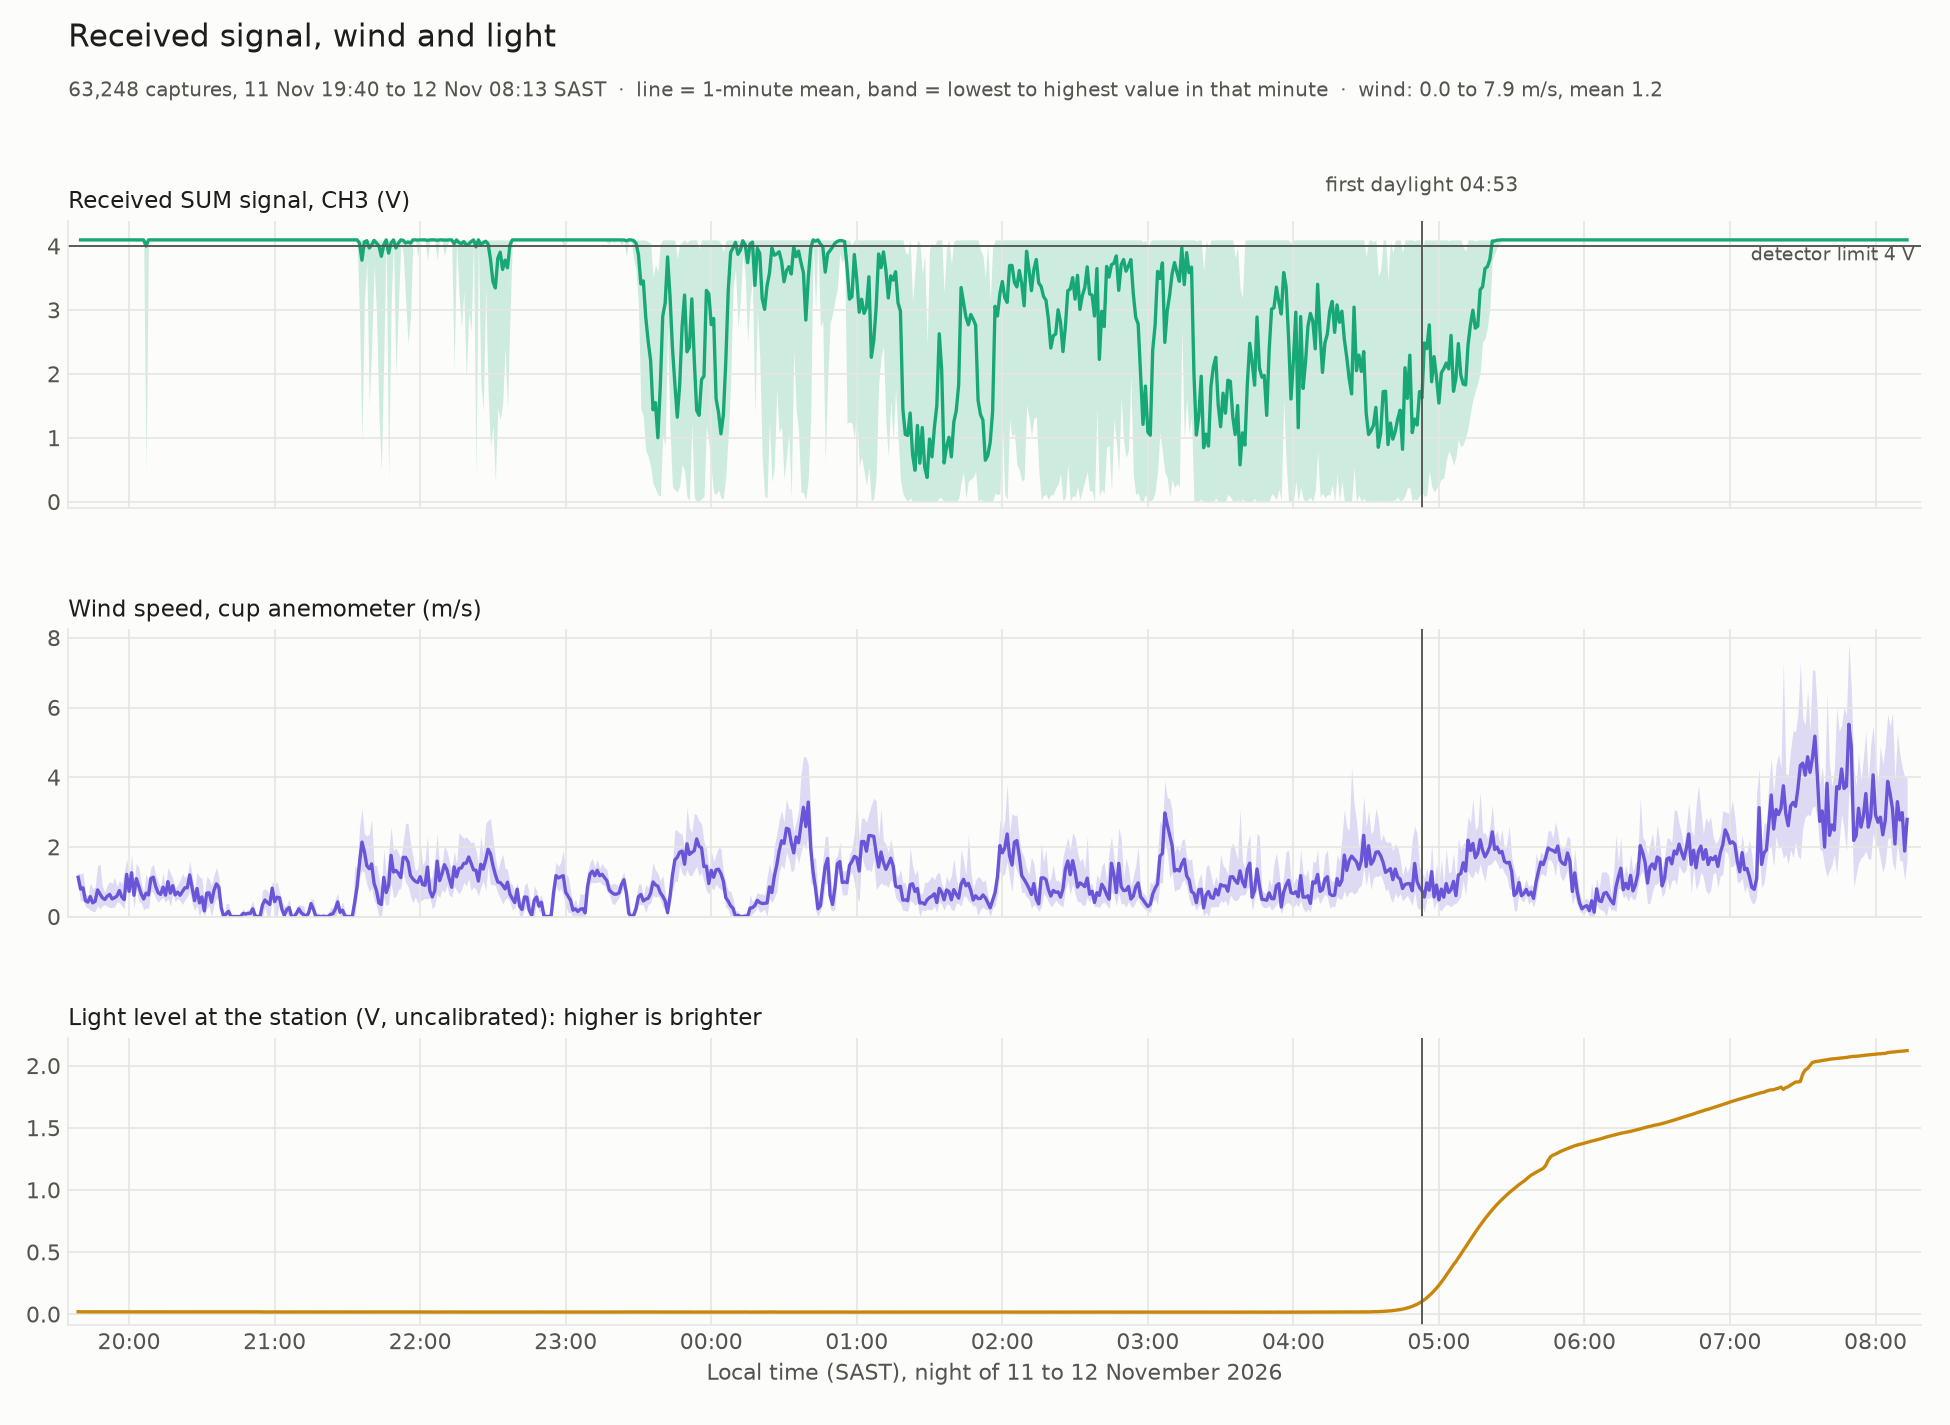 Received signal, wind and light
63,248 captures, 11 Nov 19:40 to 12 Nov 08:13 SAST · line = 1-minute mean, band = lowest to highest value in that minute · wind: 0.0 to 7.9 m/s, mean 1.2
first daylight 04:53
Received SUM signal, CH3 (V)
4
detector limit 4 V
3
2
1
0
Wind speed, cup anemometer (m/s)
8
6
4
2
0
Light level at the station (V, uncalibrated): higher is brighter
2.0
1.5
1.0
0.5
0.0
20:00 21:00 22:00 23:00 00:00 01:00 02:00 03:00 04:00 05:00 06:00 07:00 08:00
Local time (SAST), night of 11 to 12 November 2026